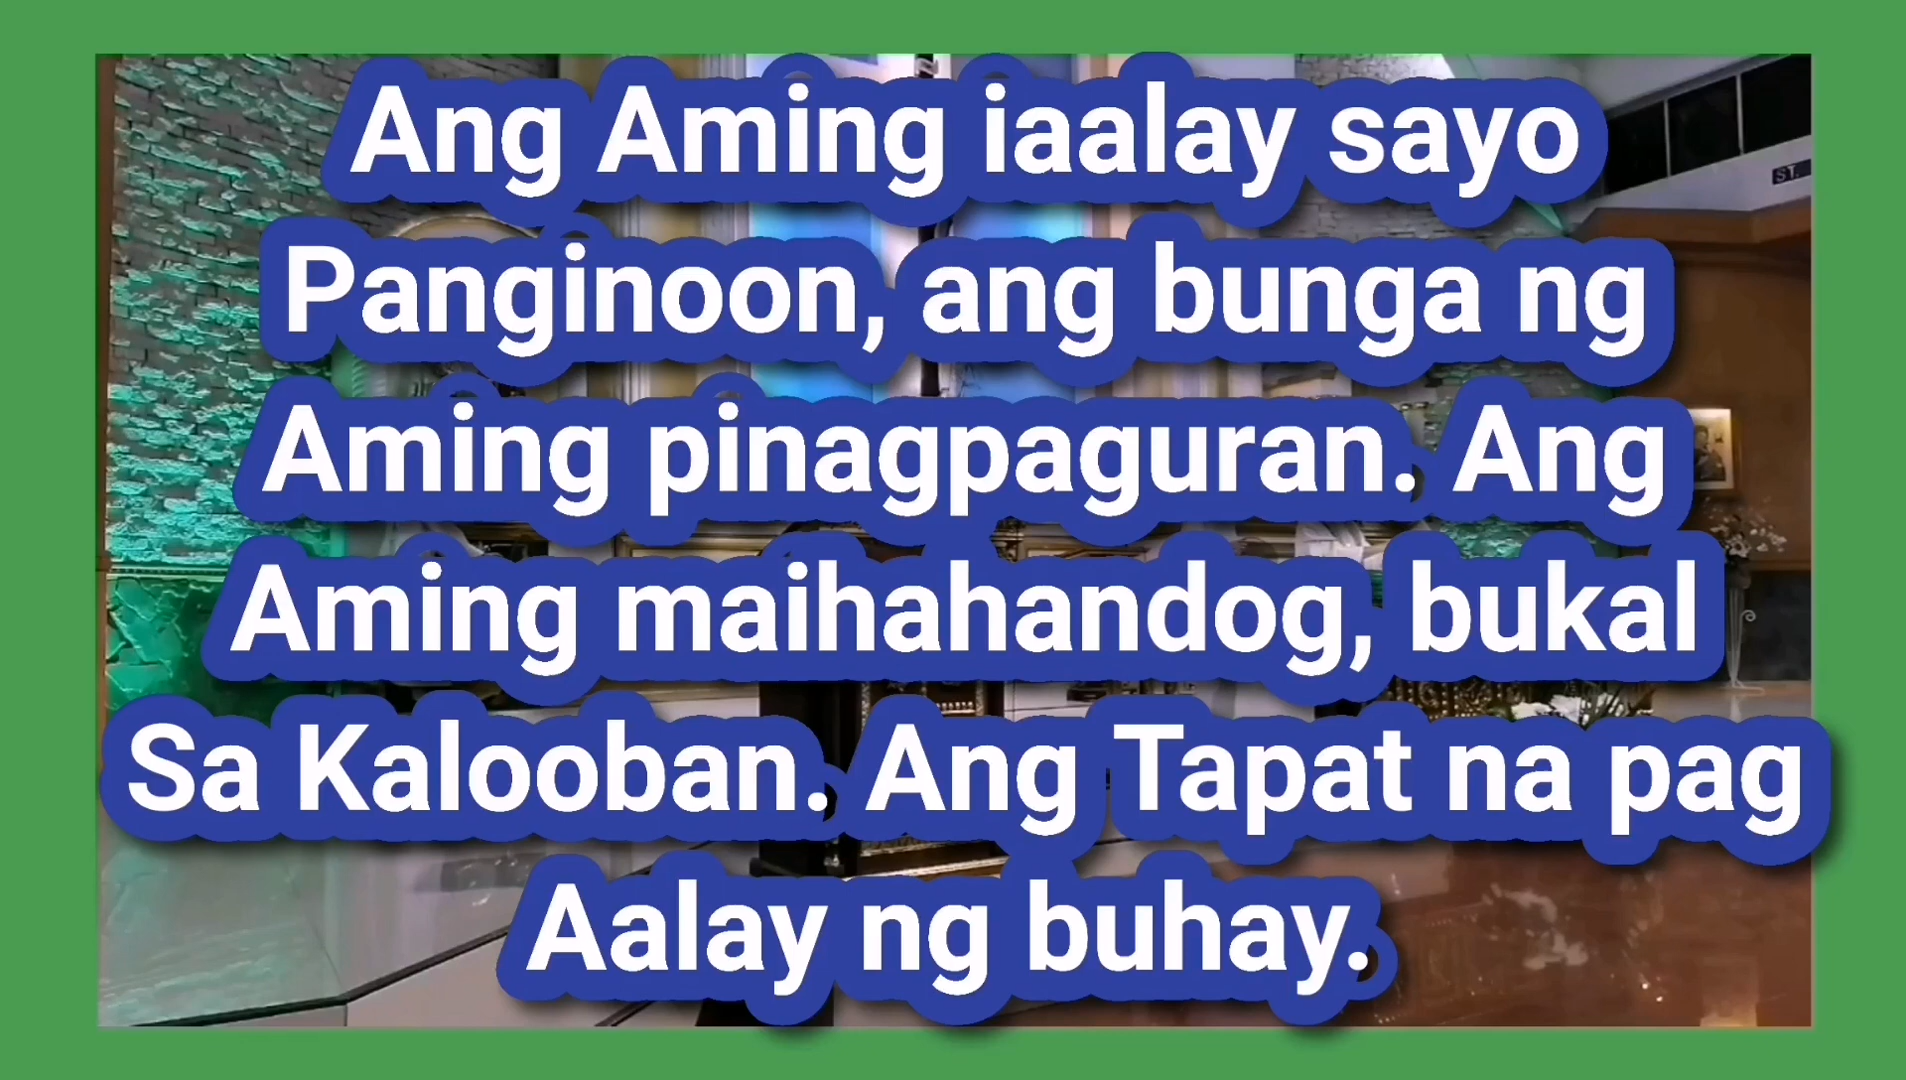 Ang Aming iaalay sayo
Panginoon, ang bunga ng
Aming pinagpaguran. Ang
Aming maihahandog, bukal
Sa Kalooban. Ang Tapat na pag
Aalay ng buhay.
ST.